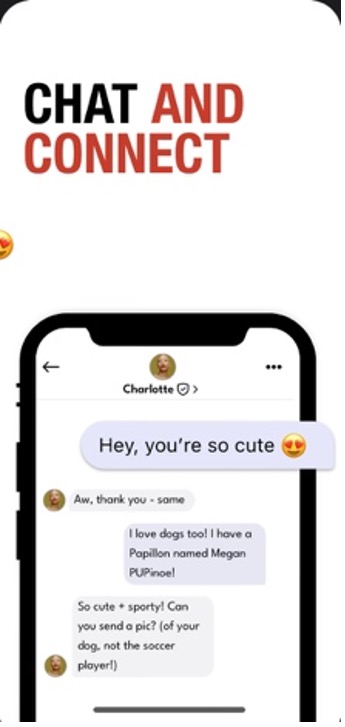 CHAT AND
CONNECT
Charlotte
Hey, you're so cute 😍
Aw, thank you - same
I love dogs too! I have a
Papillon named Megan
PUPinoe!
So cute + sporty! Can
you send a pic? (of your
dog, not the soccer
player!)